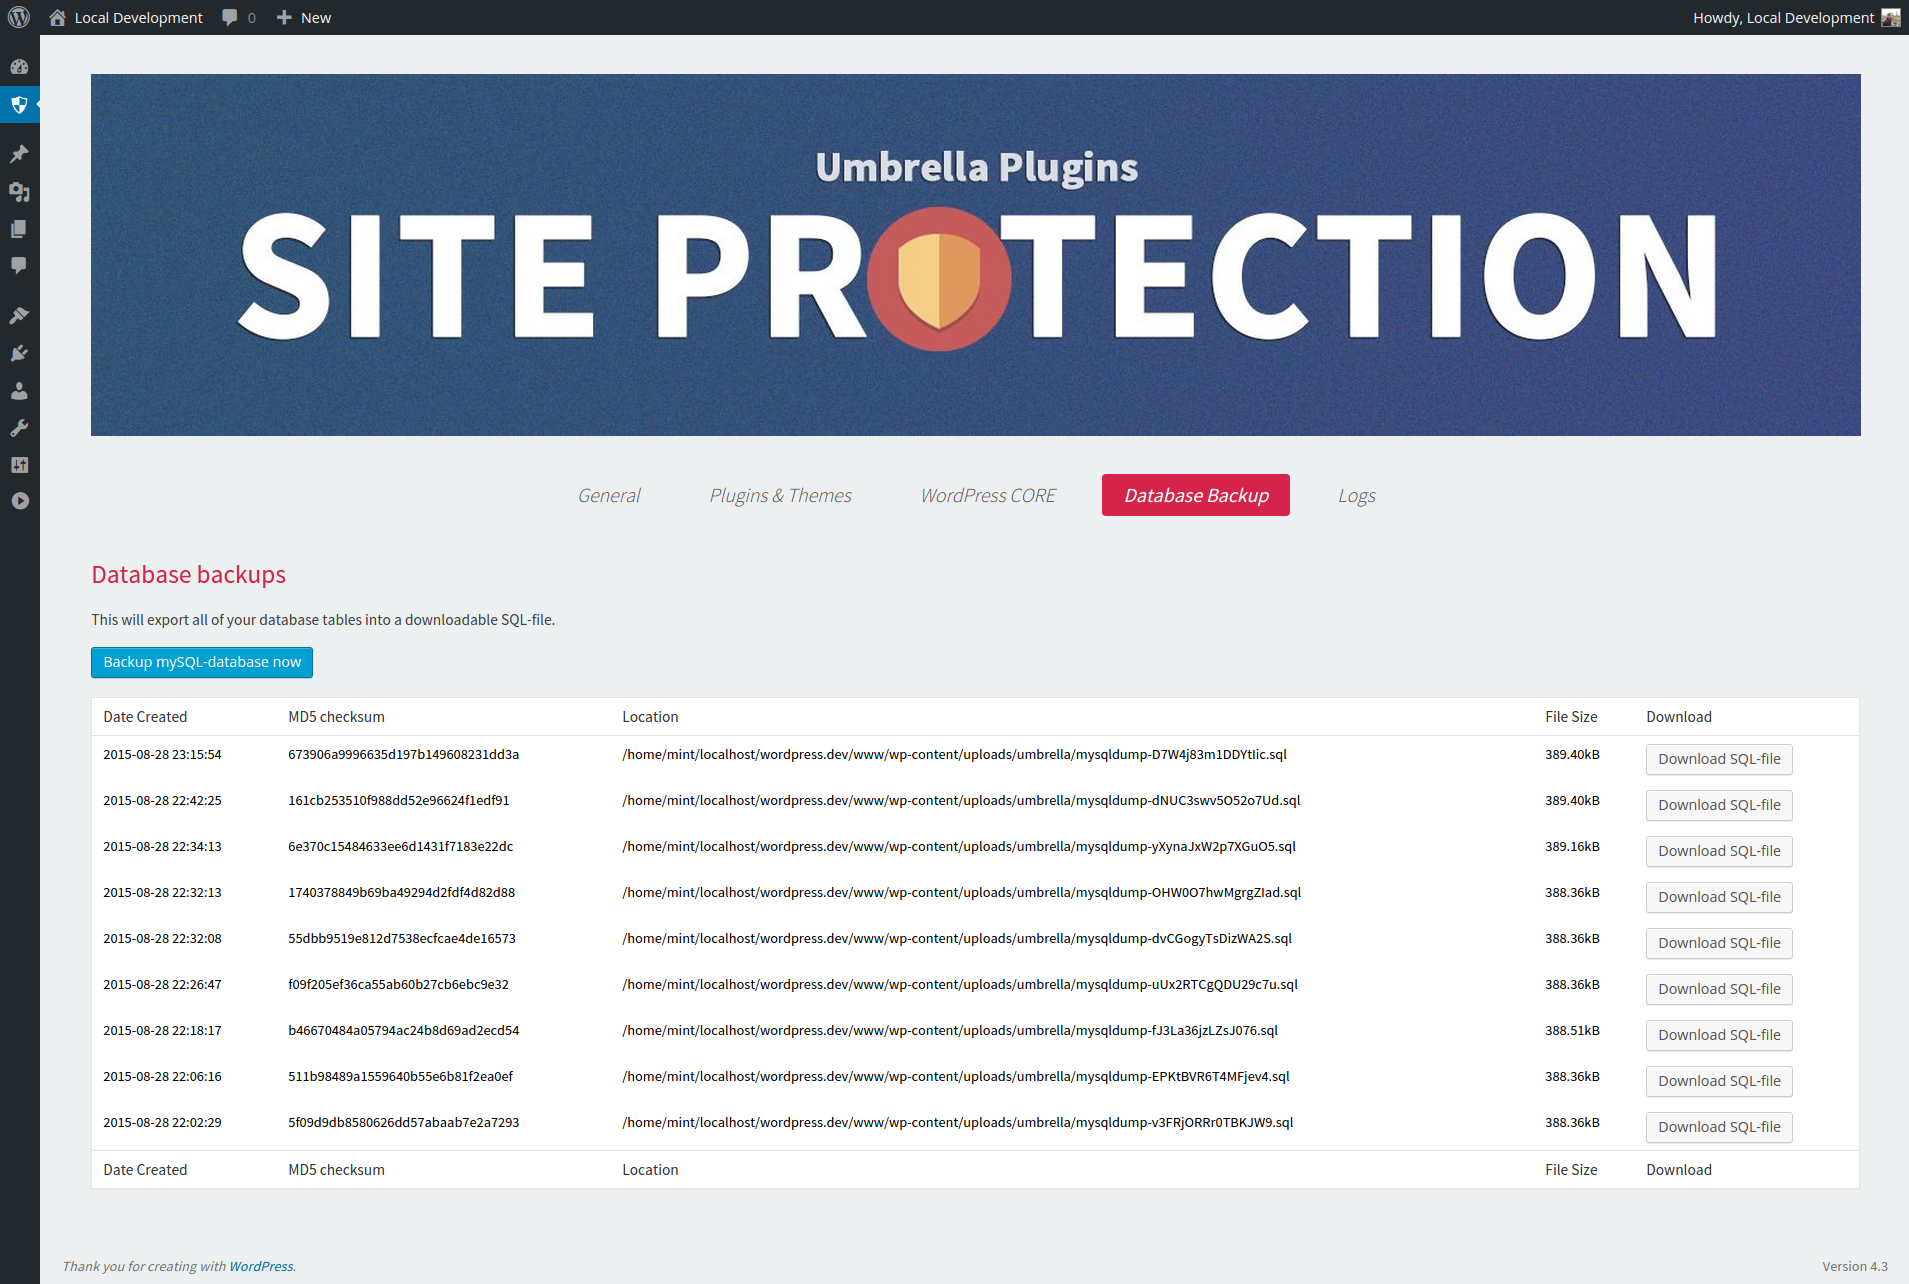 Local Development 0 New Howdy, Local Development
Umbrella Plugins
SITE PROTECTION
General Plugins & Themes WordPress CORE Database Backup Logs
Database backups
This will export all of your database tables into a downloadable SQL-file.
Backup mySQL-database now
Date Created MD5 checksum Location File Size Download
2015-08-28 23:15:54 673906a9996635d197b149608231dd3a /home/mint/localhost/wordpress.dev/www/wp-content/uploads/umbrella/mysqldump-D7W4j83m1DDYtIic.sql 389.40kB Download SQL-file
2015-08-28 22:42:25 161cb253510f988dd52e96624f1edf91 /home/mint/localhost/wordpress.dev/www/wp-content/uploads/umbrella/mysqldump-dNUC3swv5O52o7Ud.sql 389.40kB Download SQL-file
2015-08-28 22:34:13 6e370c15484633ee6d1431f7183e22dc /home/mint/localhost/wordpress.dev/www/wp-content/uploads/umbrella/mysqldump-yXynaJxW2p7XGuO5.sql 389.16kB Download SQL-file
2015-08-28 22:32:13 1740378849b69ba49294d2fdf4d82d88 /home/mint/localhost/wordpress.dev/www/wp-content/uploads/umbrella/mysqldump-OHW0O7hwMgrgZIad.sql 388.36kB Download SQL-file
2015-08-28 22:32:08 55dbb9519e812d7538ecfcae4de16573 /home/mint/localhost/wordpress.dev/www/wp-content/uploads/umbrella/mysqldump-dvCGogyTsDizWA2S.sql 388.36kB Download SQL-file
2015-08-28 22:26:47 f09f205ef36ca55ab60b27cb6ebc9e32 /home/mint/localhost/wordpress.dev/www/wp-content/uploads/umbrella/mysqldump-uUx2RTCgQDU29c7u.sql 388.36kB Download SQL-file
2015-08-28 22:18:17 b46670484a05794ac24b8d69ad2ecd54 /home/mint/localhost/wordpress.dev/www/wp-content/uploads/umbrella/mysqldump-fJ3La36jzLZsJ076.sql 388.51kB Download SQL-file
2015-08-28 22:06:16 511b98489a1559640b55e6b81f2ea0ef /home/mint/localhost/wordpress.dev/www/wp-content/uploads/umbrella/mysqldump-EPKtBVR6T4MFjev4.sql 388.36kB Download SQL-file
2015-08-28 22:02:29 5f09d9db8580626dd57abaab7e2a7293 /home/mint/localhost/wordpress.dev/www/wp-content/uploads/umbrella/mysqldump-v3FRjORRr0TBKJW9.sql 388.36kB Download SQL-file
Date Created MD5 checksum Location File Size Download
Thank you for creating with WordPress. Version 4.3